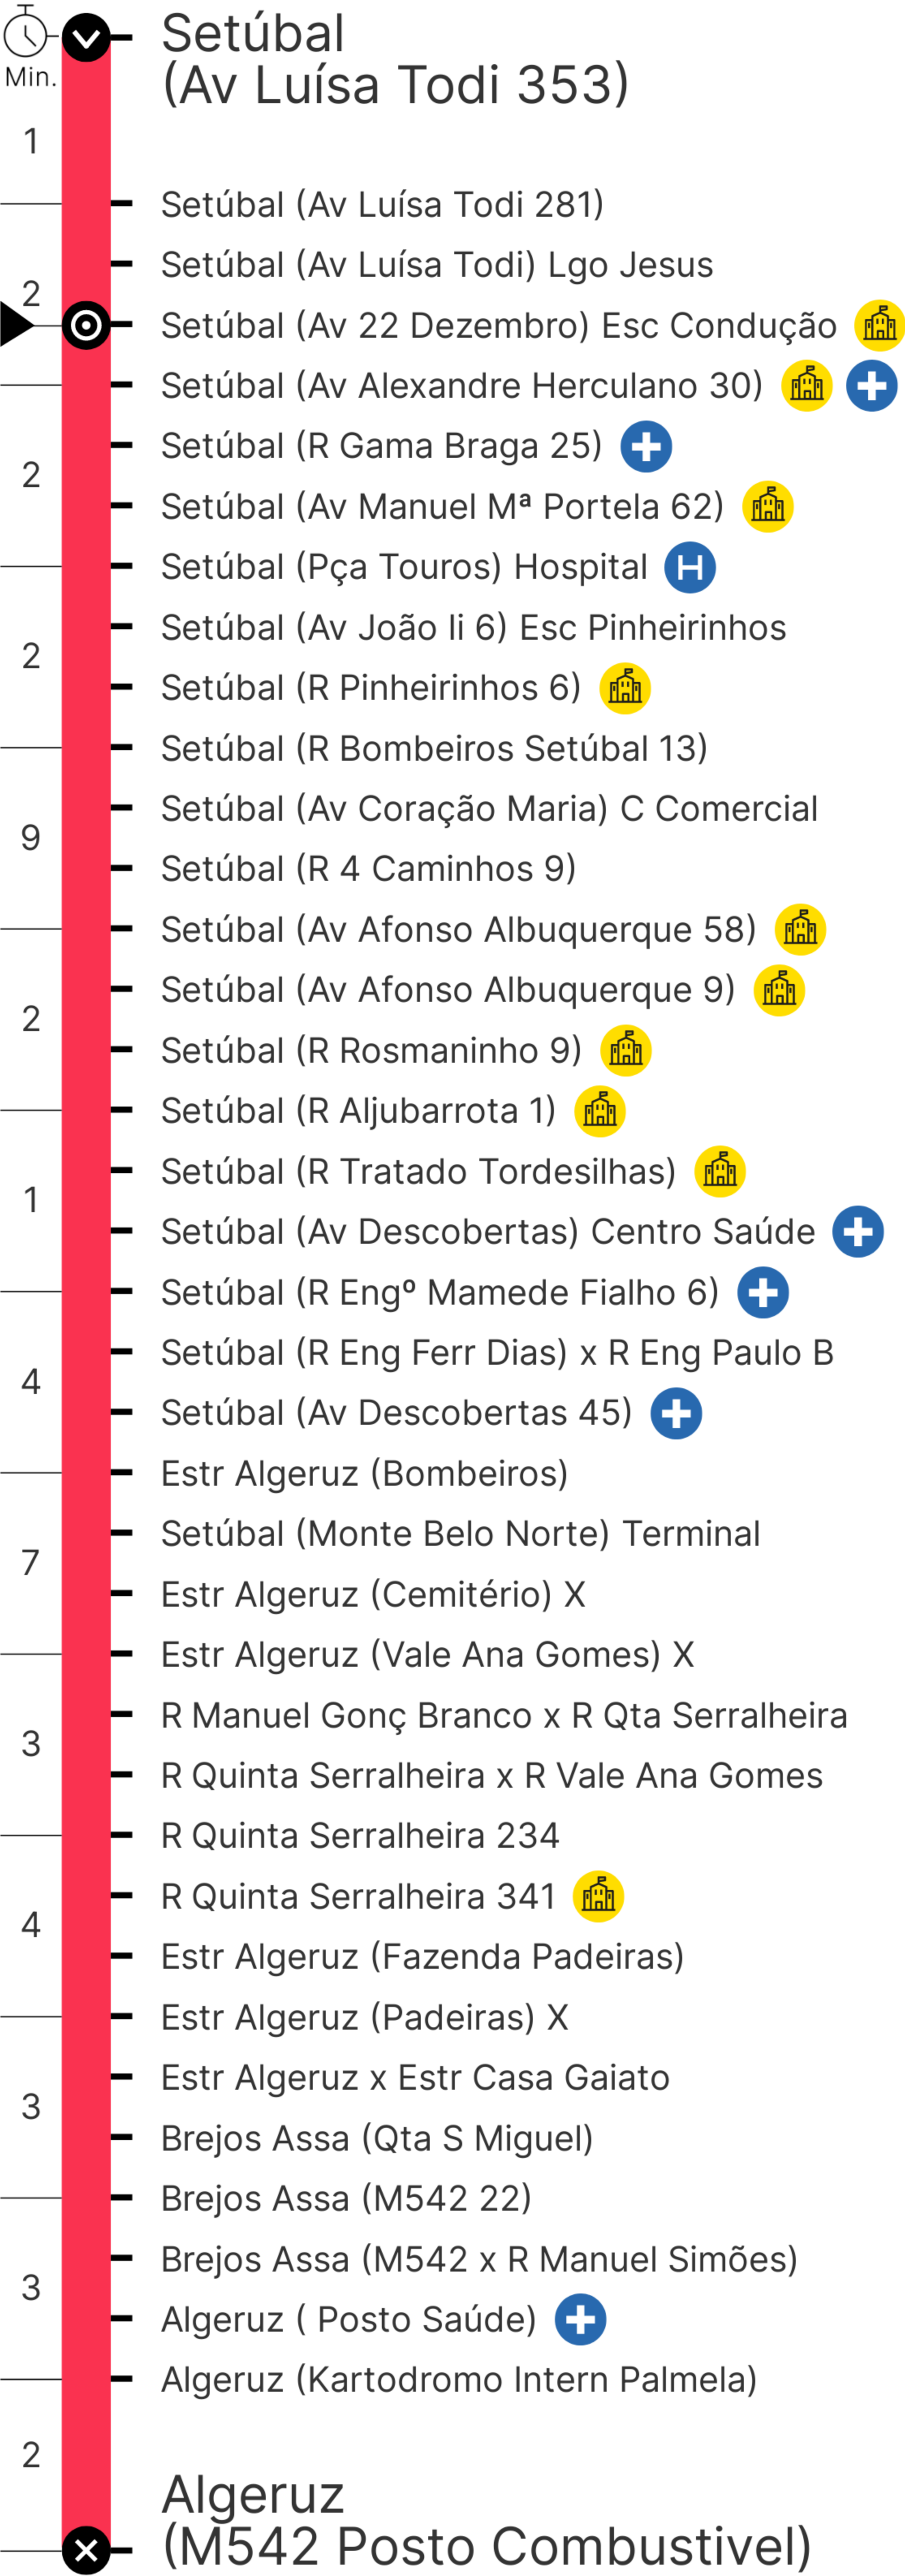 Min.
Setúbal
(Av Luísa Todi 353)
1
Setúbal (Av Luísa Todi 281)
Setúbal (Av Luísa Todi) Lgo Jesus
2
Setúbal (Av 22 Dezembro) Esc Condução
Setúbal (Av Alexandre Herculano 30)
Setúbal (R Gama Braga 25)
2
Setúbal (Av Manuel Mª Portela 62)
Setúbal (Pça Touros) Hospital H
Setúbal (Av João Ii 6) Esc Pinheirinhos
2
Setúbal (R Pinheirinhos 6)
Setúbal (R Bombeiros Setúbal 13)
Setúbal (Av Coração Maria) C Comercial
9
Setúbal (R 4 Caminhos 9)
Setúbal (Av Afonso Albuquerque 58)
Setúbal (Av Afonso Albuquerque 9)
2
Setúbal (R Rosmaninho 9)
Setúbal (R Aljubarrota 1)
Setúbal (R Tratado Tordesilhas)
1
Setúbal (Av Descobertas) Centro Saúde
Setúbal (R Engº Mamede Fialho 6)
Setúbal (R Eng Ferr Dias) x R Eng Paulo B
4
Setúbal (Av Descobertas 45)
Estr Algeruz (Bombeiros)
Setúbal (Monte Belo Norte) Terminal
7
Estr Algeruz (Cemitério) X
Estr Algeruz (Vale Ana Gomes) X
R Manuel Gonç Branco x R Qta Serralheira
3
R Quinta Serralheira x R Vale Ana Gomes
R Quinta Serralheira 234
R Quinta Serralheira 341
4
Estr Algeruz (Fazenda Padeiras)
Estr Algeruz (Padeiras) X
Estr Algeruz x Estr Casa Gaiato
3
Brejos Assa (Qta S Miguel)
Brejos Assa (M542 22)
Brejos Assa (M542 x R Manuel Simões)
3
Algeruz ( Posto Saúde)
Algeruz (Kartodromo Intern Palmela)
2
Algeruz
(M542 Posto Combustivel)